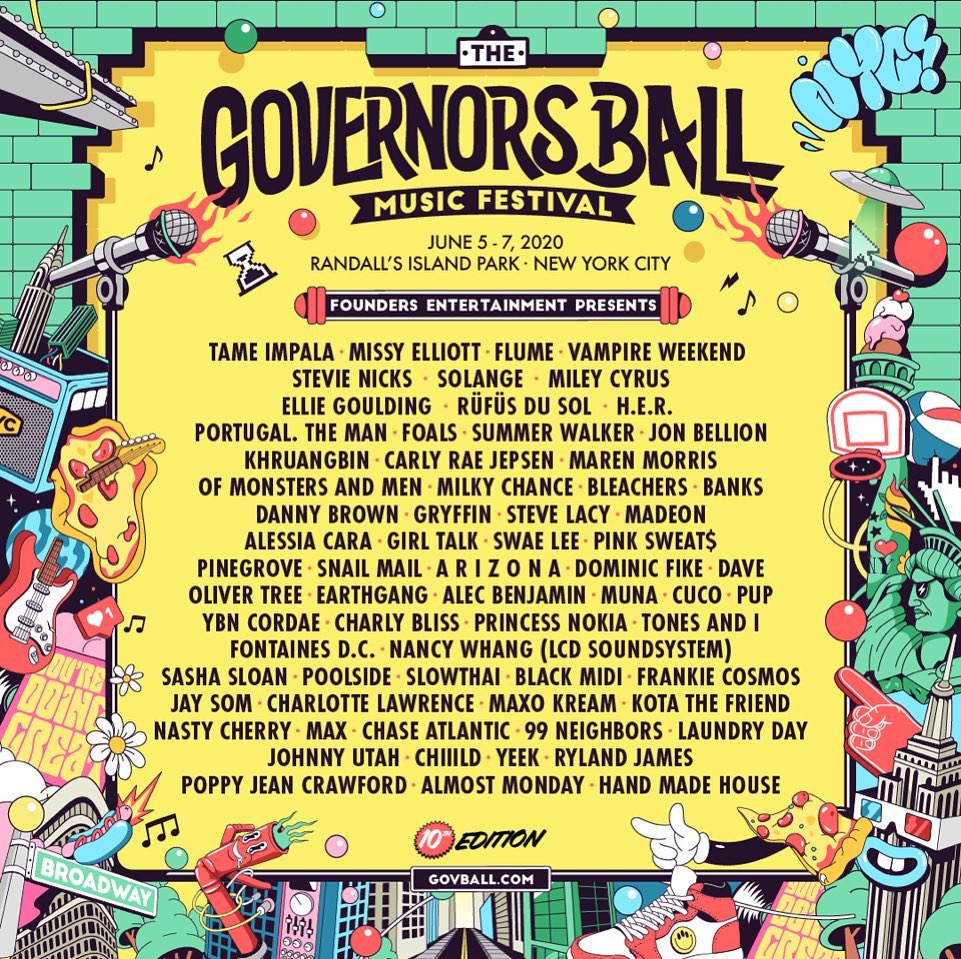 ·THE·
GOVERNORS BALL
MUSIC FESTIVAL
NYC!
JUNE 5 - 7, 2020
RANDALL'S ISLAND PARK · NEW YORK CITY
FOUNDERS ENTERTAINMENT PRESENTS
TAME IMPALA · MISSY ELLIOTT · FLUME · VAMPIRE WEEKEND
STEVIE NICKS · SOLANGE · MILEY CYRUS
ELLIE GOULDING · RÜFÜS DU SOL · H.E.R.
PORTUGAL. THE MAN · FOALS · SUMMER WALKER · JON BELLION
KHRUANGBIN · CARLY RAE JEPSEN · MAREN MORRIS
OF MONSTERS AND MEN · MILKY CHANCE · BLEACHERS · BANKS
DANNY BROWN · GRYFFIN · STEVE LACY · MADEON
ALESSIA CARA · GIRL TALK · SWAE LEE · PINK SWEAT$
PINEGROVE · SNAIL MAIL · A R I Z O N A · DOMINIC FIKE · DAVE
OLIVER TREE · EARTHGANG · ALEC BENJAMIN · MUNA · CUCO · PUP
YBN CORDAE · CHARLY BLISS · PRINCESS NOKIA · TONES AND I
FONTAINES D.C. · NANCY WHANG (LCD SOUNDSYSTEM)
SASHA SLOAN · POOLSIDE · SLOWTHAI · BLACK MIDI · FRANKIE COSMOS
JAY SOM · CHARLOTTE LAWRENCE · MAXO KREAM · KOTA THE FRIEND
NASTY CHERRY · MAX · CHASE ATLANTIC · 99 NEIGHBORS · LAUNDRY DAY
JOHNNY UTAH · CHIIILD · YEEK · RYLAND JAMES
POPPY JEAN CRAWFORD · ALMOST MONDAY · HAND MADE HOUSE
10TH EDITION
GOVBALL.COM
VC
1
YOU'RE
DOING
GREAT
BROADWAY